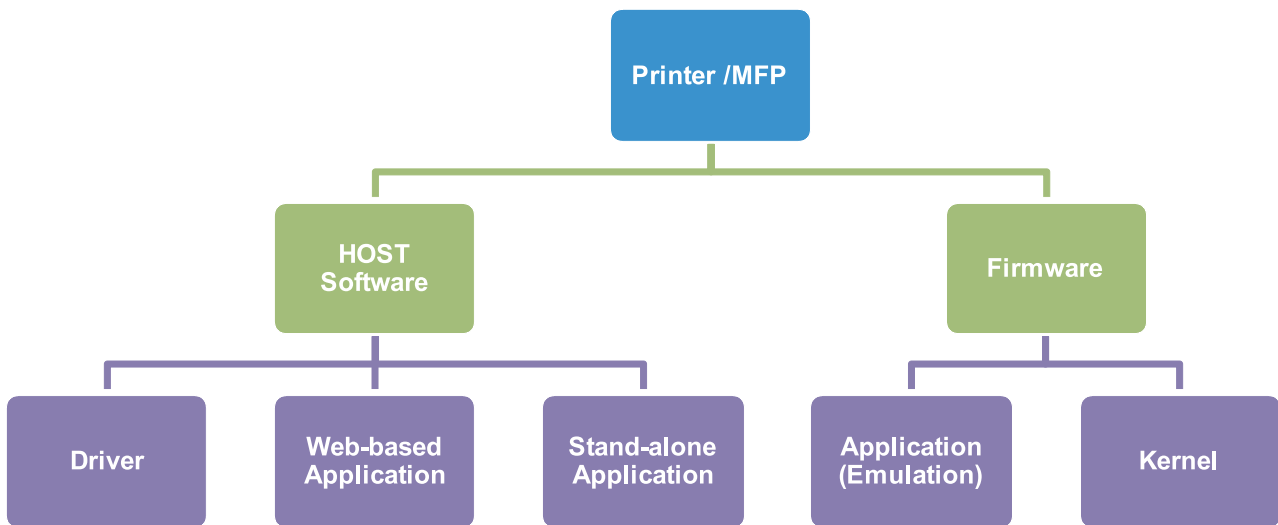 Printer /MFP
HOST
Software
Firmware
Driver
Web-based
Application
Stand-alone
Application
Application
(Emulation)
Kernel